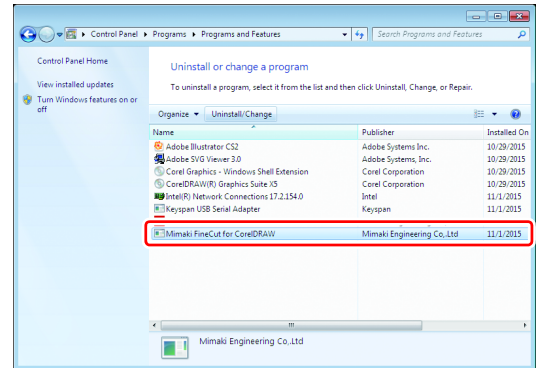 Control Panel ▸ Programs ▸ Programs and Features
Search Programs and Features
Control Panel Home
View installed updates
Turn Windows features on or
off
Uninstall or change a program
To uninstall a program, select it from the list and then click Uninstall, Change, or Repair.
Organize Uninstall/Change
Name Publisher Installed On
Adobe Illustrator CS2 Adobe Systems Inc. 10/29/2015
Adobe SVG Viewer 3.0 Adobe Systems, Inc. 10/29/2015
Corel Graphics - Windows Shell Extension Corel Corporation 10/29/2015
CorelDRAW(R) Graphics Suite X5 Corel Corporation 10/29/2015
Intel(R) Network Connections 17.2.154.0 Intel 11/1/2015
Keyspan USB Serial Adapter Keyspan 11/1/2015
Mimaki FineCut for CorelDRAW Mimaki Engineering Co,.Ltd 11/1/2015
Mimaki Engineering Co,.Ltd